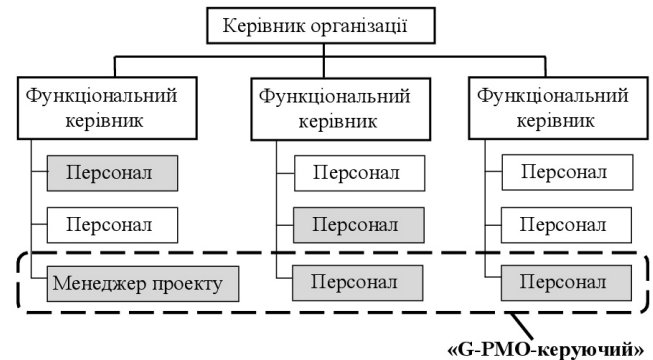 Керівник організації
Функціональний
керівник
Функціональний
керівник
Функціональний
керівник
Персонал
Персонал
Персонал
Персонал
Персонал
Персонал
Менеджер проекту
Персонал
Персонал
«G-PMO-керуючий»